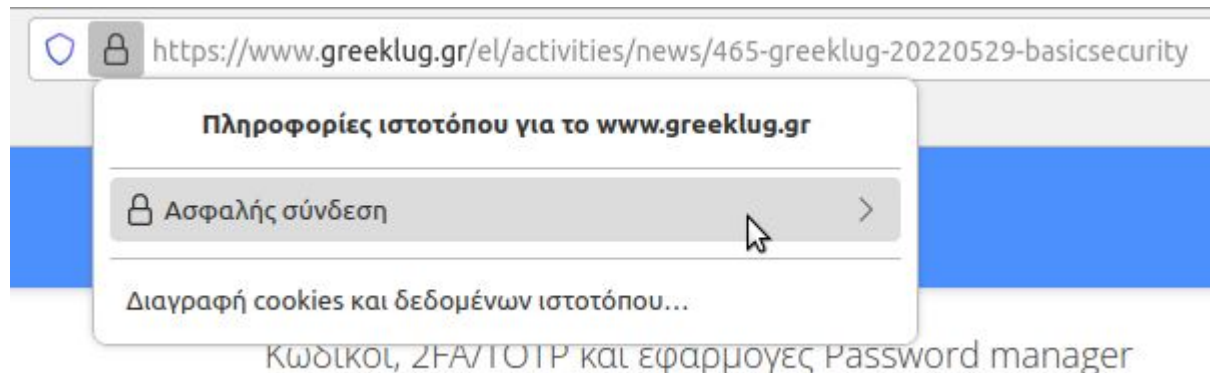 https://www.greeklug.gr/el/activities/news/465-greeklug-20220529-basicsecurity
Πληροφορίες ιστοτόπου για το www.greeklug.gr
Ασφαλής σύνδεση
Διαγραφή cookies και δεδομένων ιστοτόπου…
Κωδικοί, 2FA/TOTP και εφαρμογές Password manager